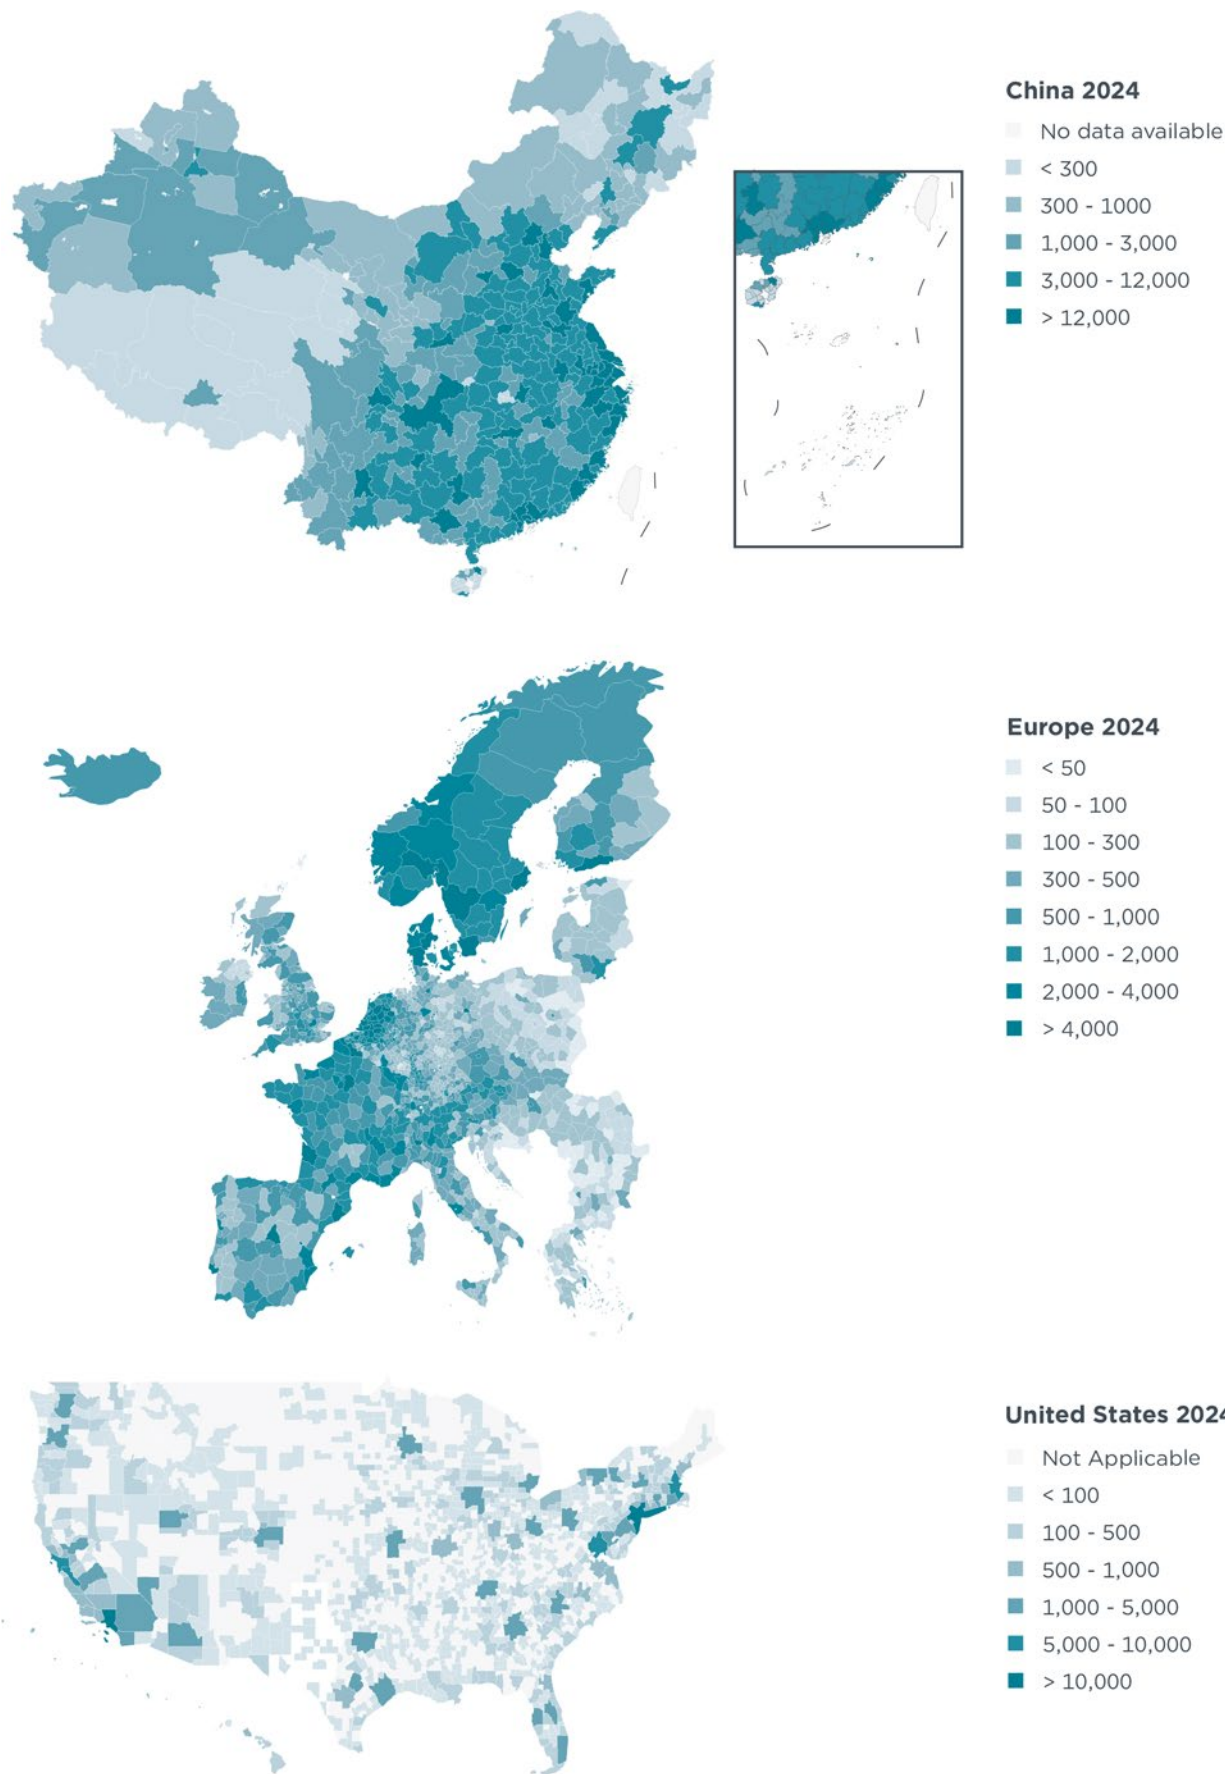 China 2024
No data available
< 300
300 - 1000
1,000 - 3,000
3,000 - 12,000
> 12,000
Europe 2024
< 50
50 - 100
100 - 300
300 - 500
500 - 1,000
1,000 - 2,000
2,000 - 4,000
> 4,000
United States 2024
Not Applicable
< 100
100 - 500
500 - 1,000
1,000 - 5,000
5,000 - 10,000
> 10,000